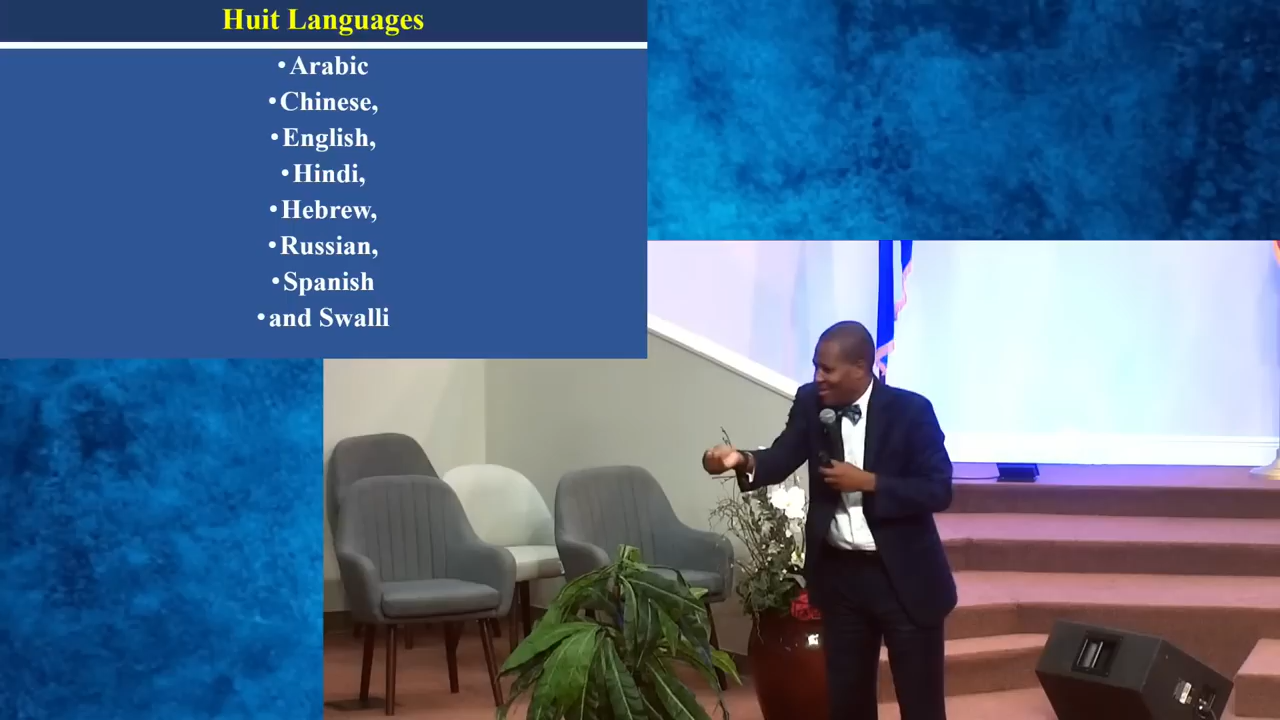 Huit Languages
•Arabic
•Chinese,
•English,
•Hindi,
•Hebrew,
•Russian,
•Spanish
•and Swalli